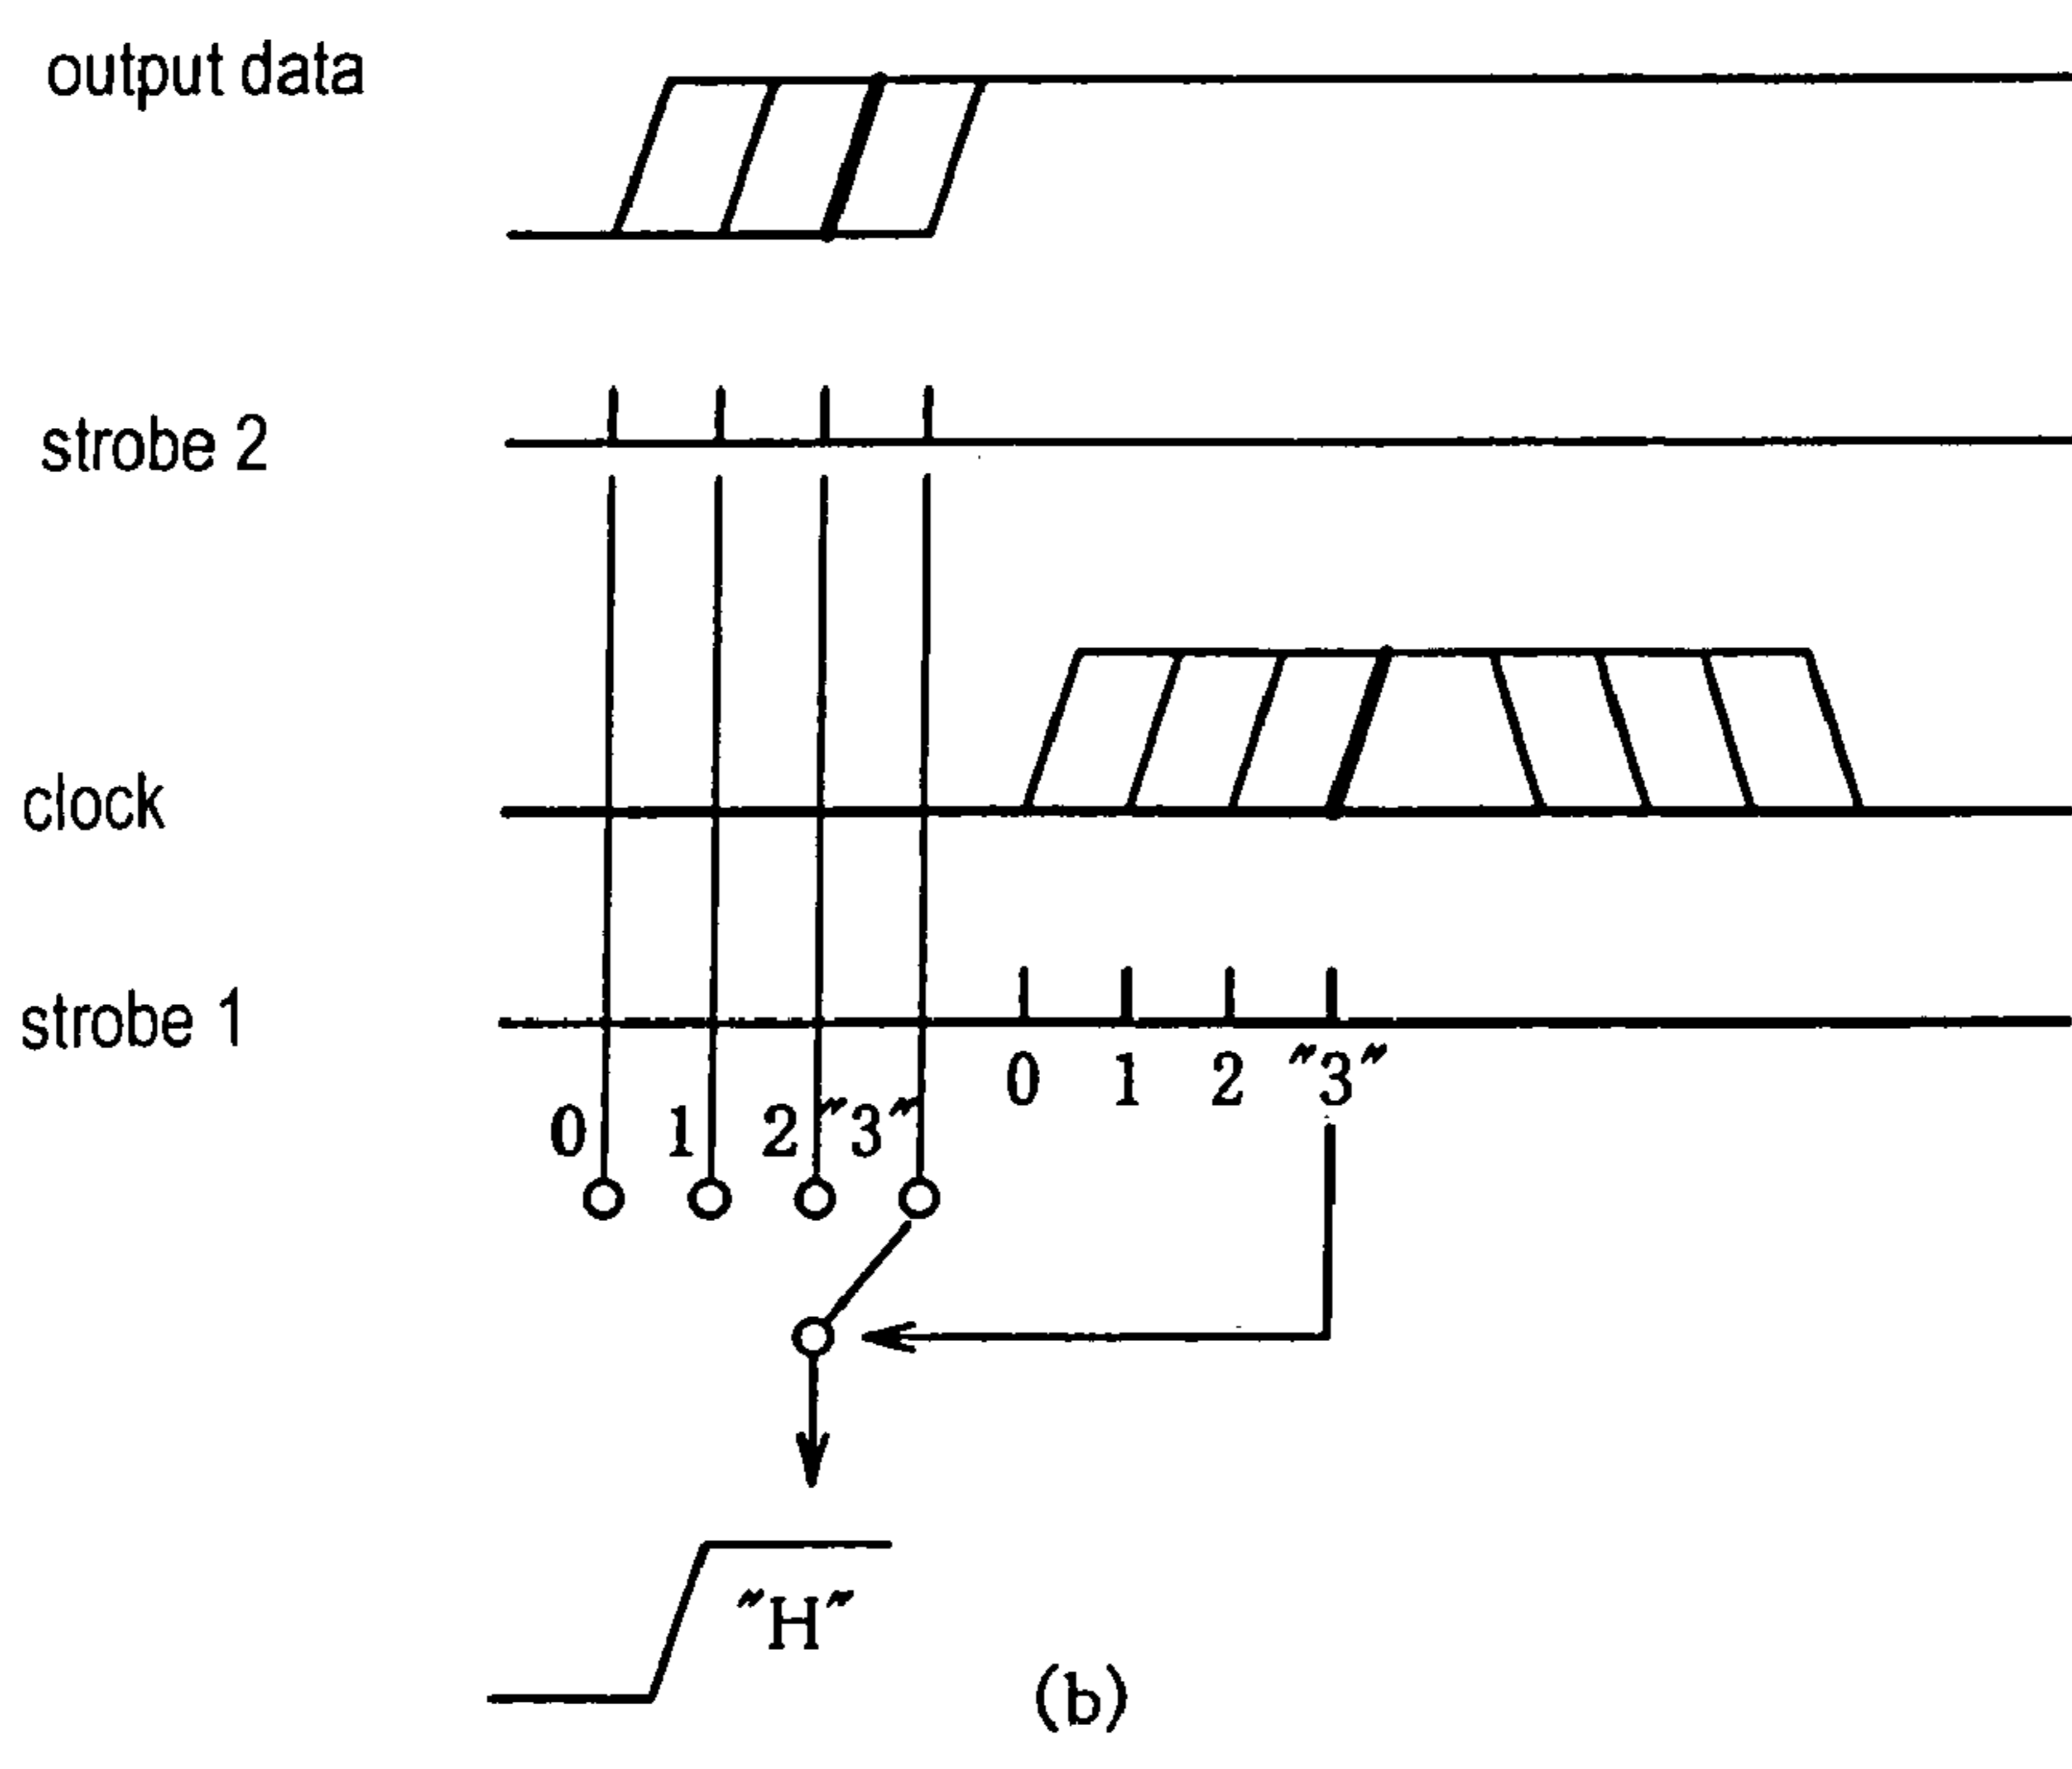 output data
strobe 2
clock
strobe 1
0 1 2 "3"
0 1 2 "3"
"H"
(b)